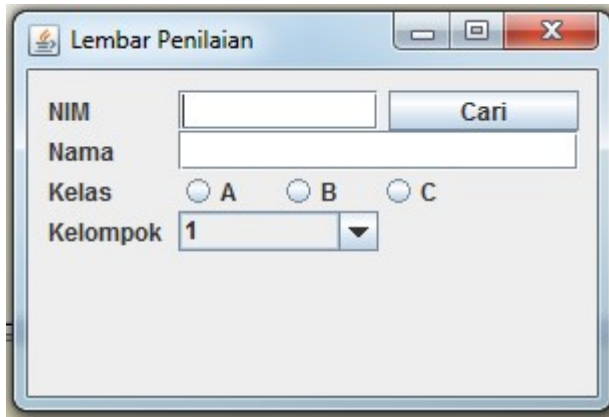 Lembar Penilaian
NIM Cari
Nama
Kelas A B C
Kelompok 1